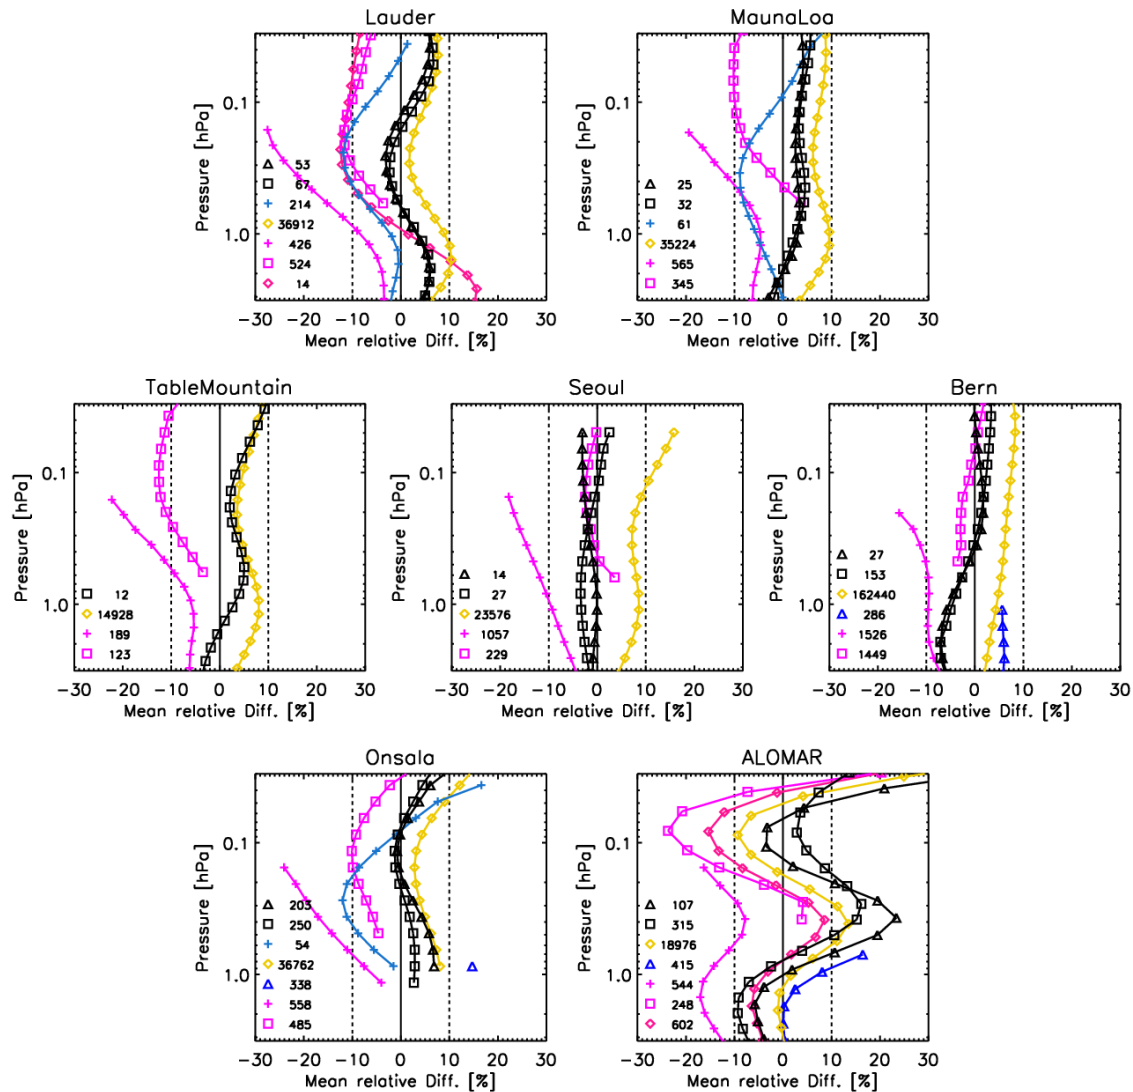 Lauder
Pressure [hPa]
0.1
1.0
53
67
214
36912
426
524
14
-30 -20 -10 0 10 20 30
Mean relative Diff. [%]
MaunaLoa
Pressure [hPa]
0.1
1.0
25
32
61
35224
565
345
-30 -20 -10 0 10 20 30
Mean relative Diff. [%]
TableMountain
Pressure [hPa]
0.1
1.0
12
14928
189
123
-30 -20 -10 0 10 20 30
Mean relative Diff. [%]
Seoul
Pressure [hPa]
0.1
1.0
14
27
23576
1057
229
-30 -20 -10 0 10 20 30
Mean relative Diff. [%]
Bern
Pressure [hPa]
0.1
1.0
27
153
162440
286
1526
1449
-30 -20 -10 0 10 20 30
Mean relative Diff. [%]
Onsala
Pressure [hPa]
0.1
1.0
203
250
54
36762
338
558
485
-30 -20 -10 0 10 20 30
Mean relative Diff. [%]
ALOMAR
Pressure [hPa]
0.1
1.0
107
315
18976
415
544
248
602
-30 -20 -10 0 10 20 30
Mean relative Diff. [%]